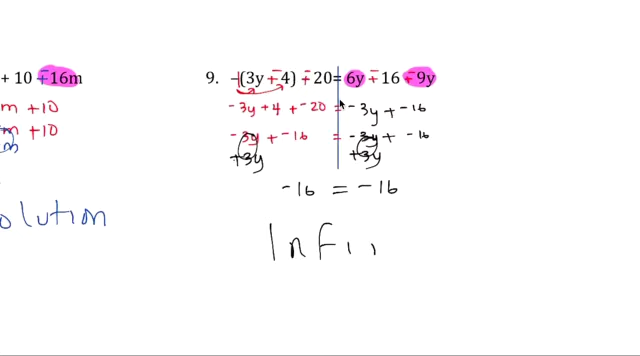 + 10 −16m
m +10
m +10
m
olution
9. −(3y + −4) + −20 = 6y + −16 + −9y
-3y + 4 + -20 = -3y + -16
-3y + -16 = -3y + -16
+3y +3y
-16 = -16